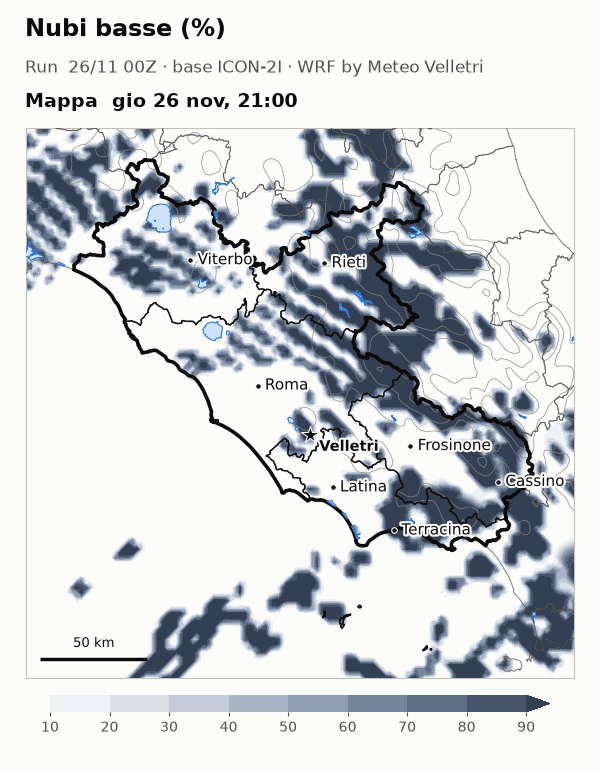 Nubi basse (%)
Run  26/11 00Z · base ICON-2I · WRF by Meteo Velletri
Mappa  gio 26 nov, 21:00
Viterbo
Rieti
Roma
Velletri
Frosinone
Cassino
Latina
Terracina
50 km
10 20 30 40 50 60 70 80 90